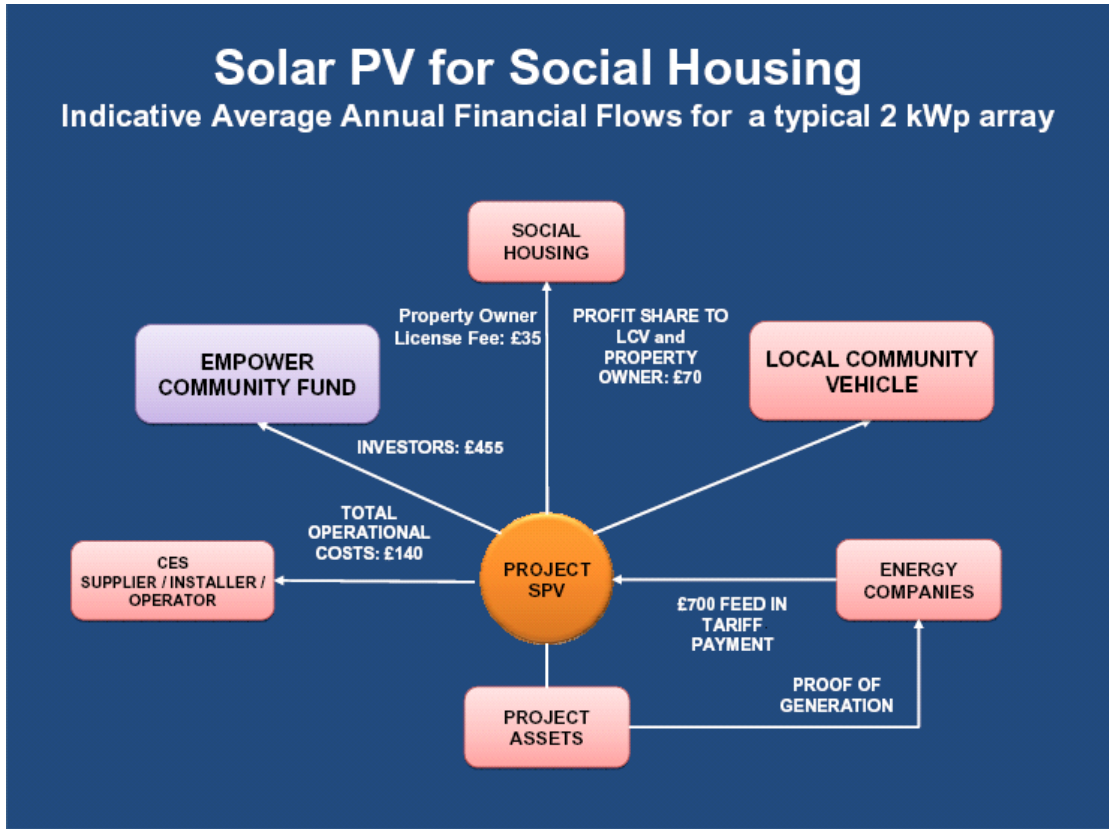 Solar PV for Social Housing
Indicative Average Annual Financial Flows for a typical 2 kWp array
SOCIAL
HOUSING
Property Owner
License Fee: £35
PROFIT SHARE TO
LCV and
PROPERTY
OWNER: £70
EMPOWER
COMMUNITY FUND
LOCAL COMMUNITY
VEHICLE
INVESTORS: £455
TOTAL
OPERATIONAL
COSTS: £140
CES
SUPPLIER / INSTALLER /
OPERATOR
PROJECT
SPV
ENERGY
COMPANIES
£700 FEED IN
TARIFF
PAYMENT
PROOF OF
GENERATION
PROJECT
ASSETS